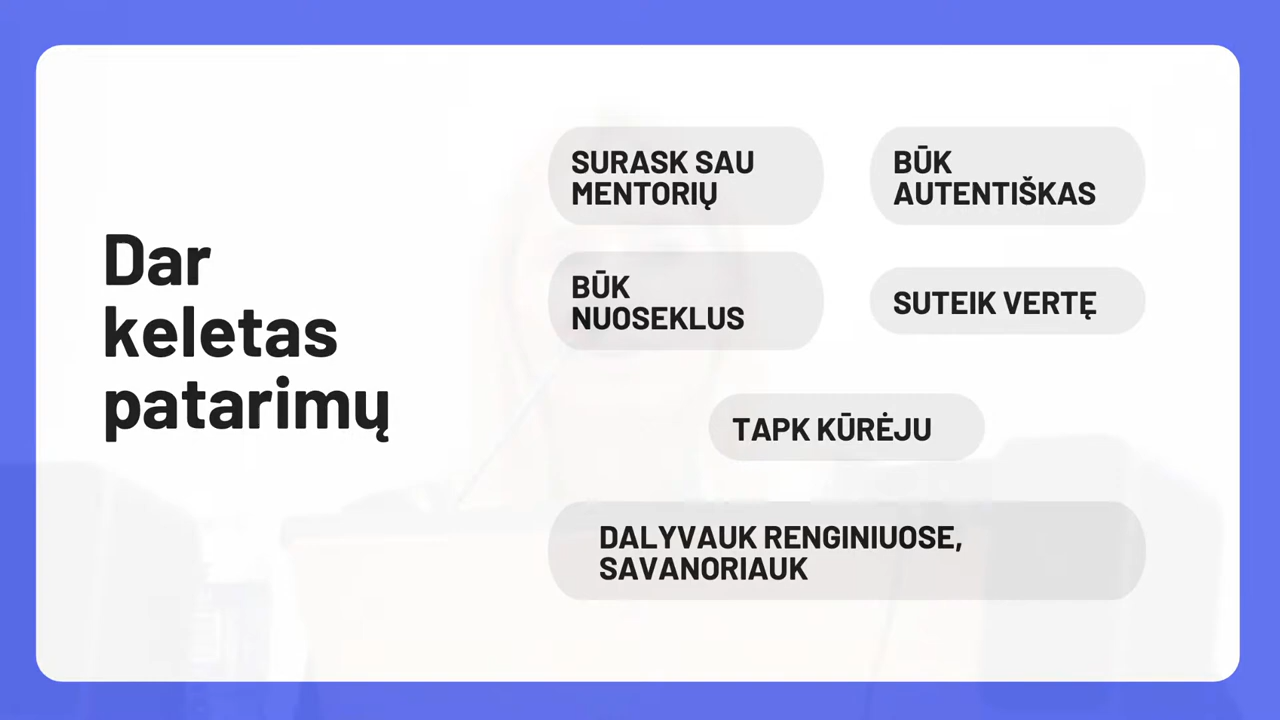 Dar
keletas
patarimų
SURASK SAU
MENTORIŲ
BŪK
AUTENTIŠKAS
BŪK
NUOSEKLUS
SUTEIK VERTĘ
TAPK KŪRĖJU
DALYVAUK RENGINIUOSE,
SAVANORIAUK